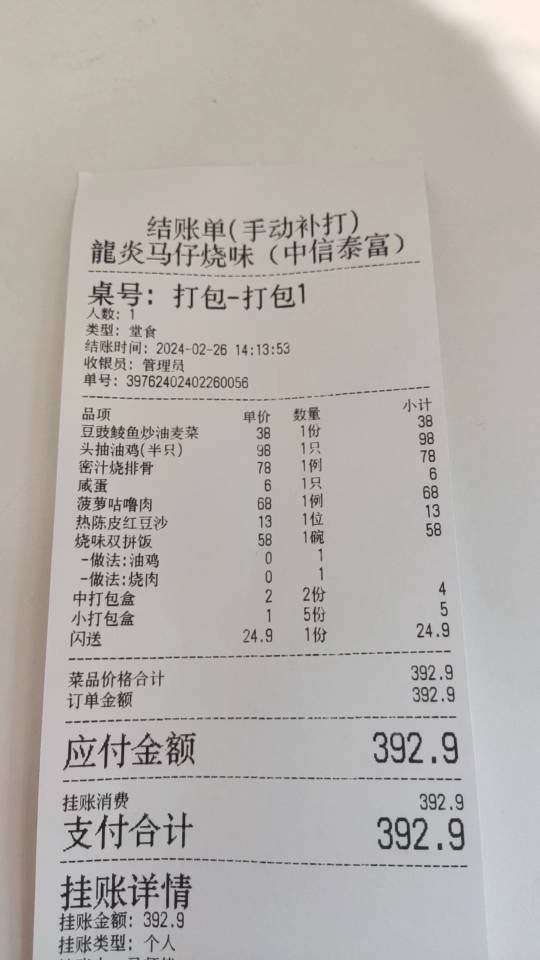 结账单(手动补打)
龍炎马仔烧味（中信泰富）
桌号: 打包-打包1
人数: 1
类型: 堂食
结账时间: 2024-02-26 14:13:53
收银员: 管理员
单号: 39762402402260056
品项 单价 数量 小计
豆豉鲮鱼炒油麦菜 38 1份 38
头抽油鸡(半只) 98 1只 98
密汁烧排骨 78 1例 78
咸蛋 6 1只 6
菠萝咕噜肉 68 1例 68
热陈皮红豆沙 13 1位 13
烧味双拼饭 58 1碗 58
-做法:油鸡 0 1
-做法:烧肉 0 1
中打包盒 2 2份 4
小打包盒 1 5份 5
闪送 24.9 1份 24.9
菜品价格合计 392.9
订单金额 392.9
应付金额 392.9
挂账消费 392.9
支付合计 392.9
挂账详情
挂账金额: 392.9
挂账类型: 个人